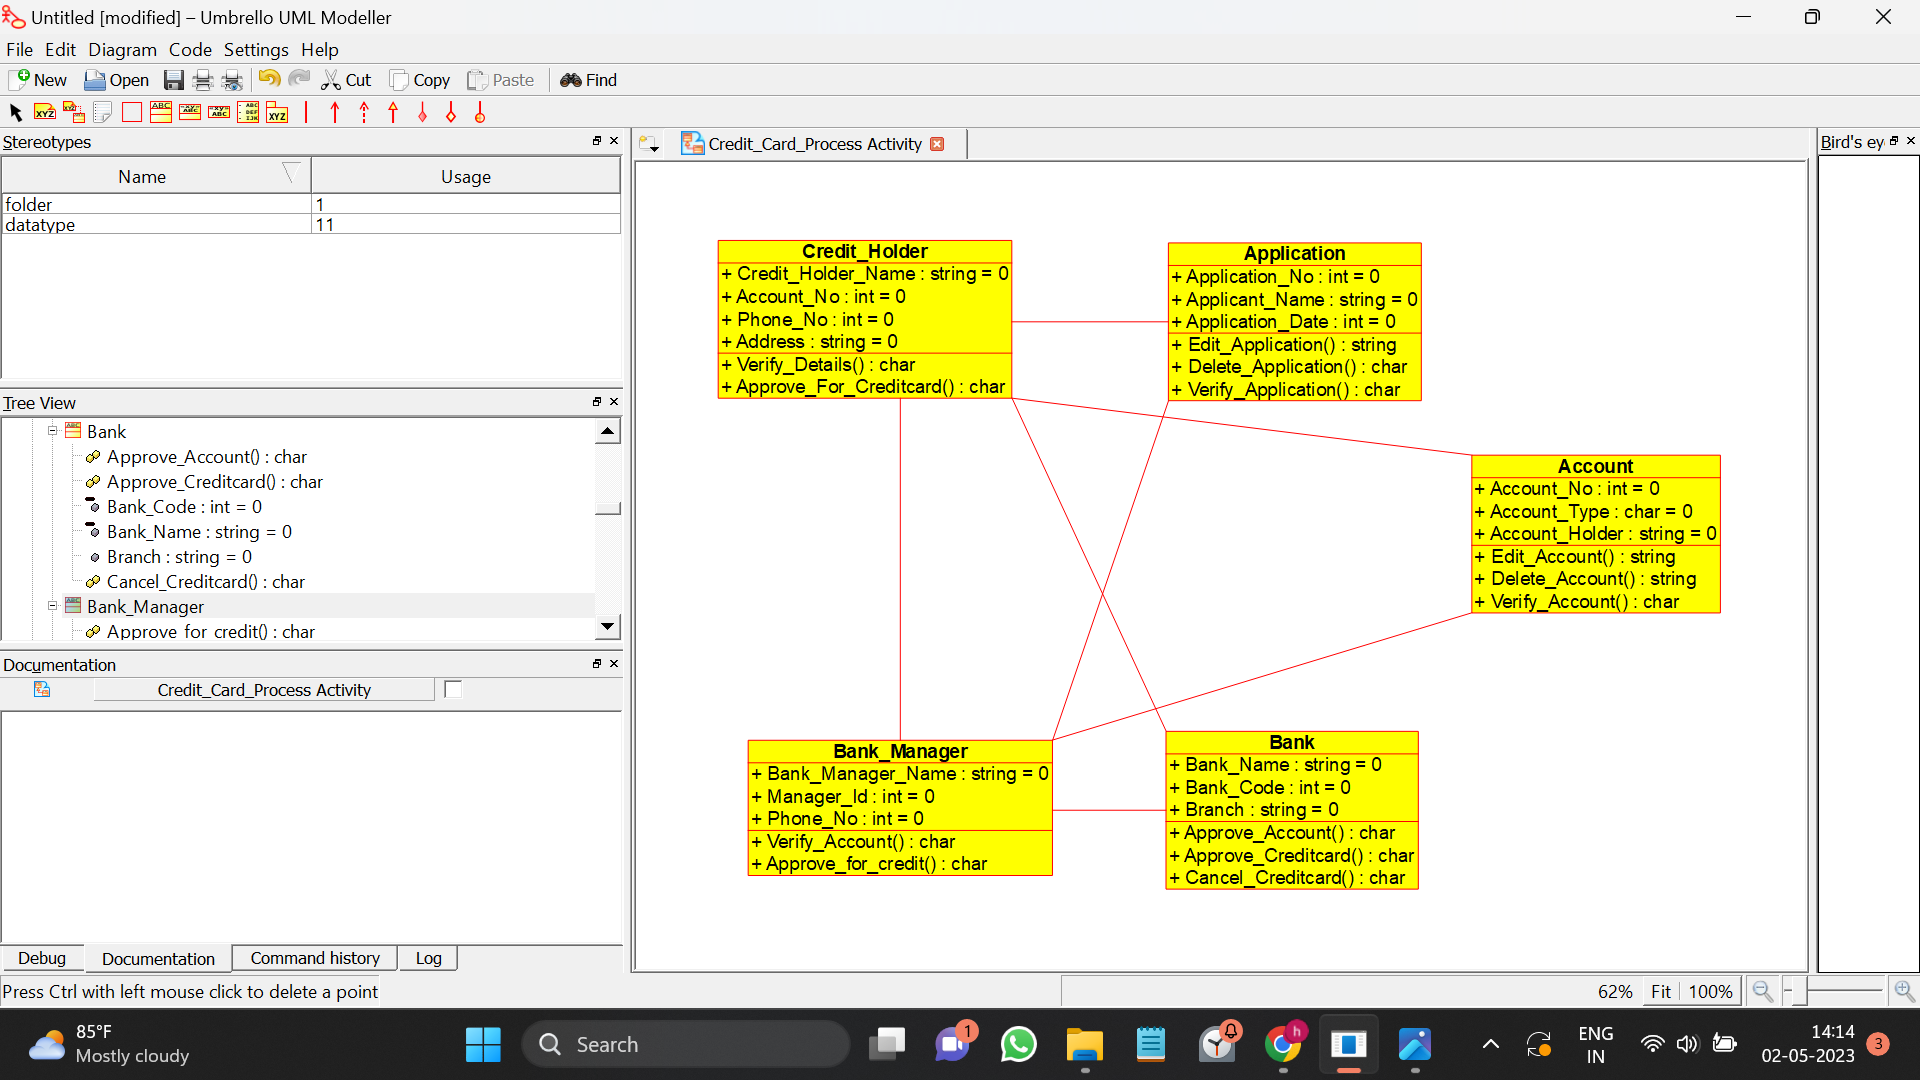 Untitled [modified] – Umbrello UML Modeller
File Edit Diagram Code Settings Help
New Open Cut Copy Paste Find
Stereotypes
Name Usage
folder 1
datatype 11
Tree View
Bank
Approve_Account() : char
Approve_Creditcard() : char
Bank_Code : int = 0
Bank_Name : string = 0
Branch : string = 0
Cancel_Creditcard() : char
Bank_Manager
Approve for credit() : char
Documentation
Credit_Card_Process Activity
Debug Documentation Command history Log
Press Ctrl with left mouse click to delete a point
Credit_Card_Process Activity
Bird's ey
Credit_Holder
+ Credit_Holder_Name : string = 0
+ Account_No : int = 0
+ Phone_No : int = 0
+ Address : string = 0
+ Verify_Details() : char
+ Approve_For_Creditcard() : char
Application
+ Application_No : int = 0
+ Applicant_Name : string = 0
+ Application_Date : int = 0
+ Edit_Application() : string
+ Delete_Application() : char
+ Verify_Application() : char
Account
+ Account_No : int = 0
+ Account_Type : char = 0
+ Account_Holder : string = 0
+ Edit_Account() : string
+ Delete_Account() : string
+ Verify_Account() : char
Bank_Manager
+ Bank_Manager_Name : string = 0
+ Manager_Id : int = 0
+ Phone_No : int = 0
+ Verify_Account() : char
+ Approve_for_credit() : char
Bank
+ Bank_Name : string = 0
+ Bank_Code : int = 0
+ Branch : string = 0
+ Approve_Account() : char
+ Approve_Creditcard() : char
+ Cancel_Creditcard() : char
62% Fit 100%
85°F
Mostly cloudy
Search
1
h
ENG
IN
14:14
02-05-2023
3